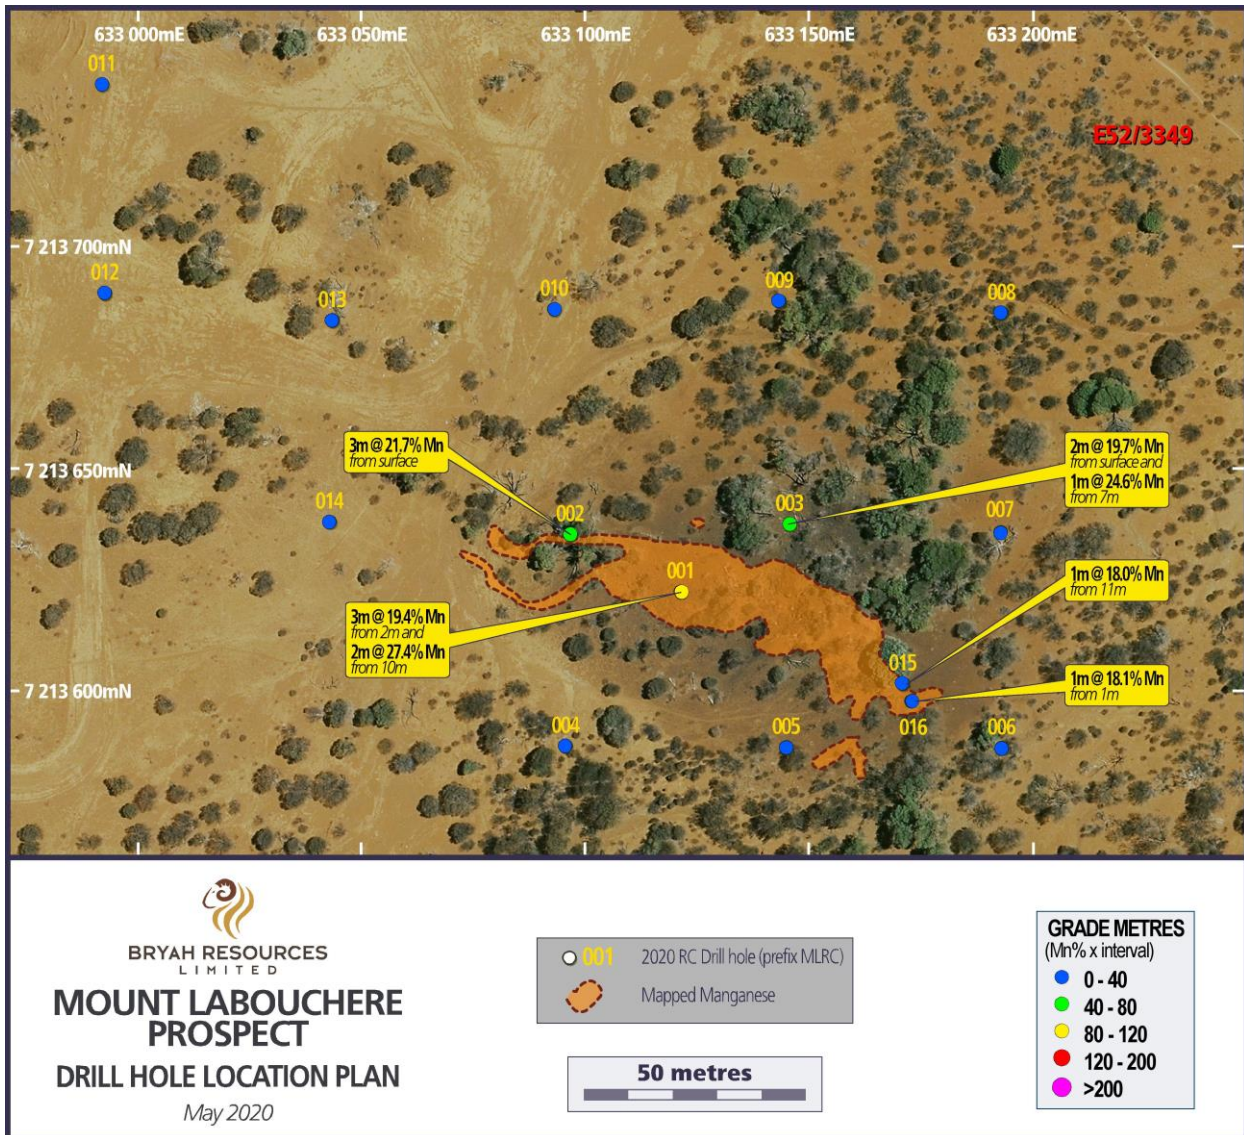 633 000mE
633 050mE
633 100mE
633 150mE
633 200mE
011
E52/3349
7 213 700mN
012
013
010
009
008
3m @ 21.7% Mn
from surface
2m @ 19.7% Mn
from surface and
1m @ 24.6% Mn
from 7m
7 213 650mN
014
002
003
007
001
1m @ 18.0% Mn
from 11m
3m @ 19.4% Mn
from 2m and
2m @ 27.4% Mn
from 10m
015
1m @ 18.1% Mn
from 1m
7 213 600mN
004
005
016
006
BRYAH RESOURCES
LIMITED
MOUNT LABOUCHERE
PROSPECT
DRILL HOLE LOCATION PLAN
May 2020
001 2020 RC Drill hole (prefix MLRC)
Mapped Manganese
50 metres
GRADE METRES
(Mn% x interval)
0 - 40
40 - 80
80 - 120
120 - 200
>200